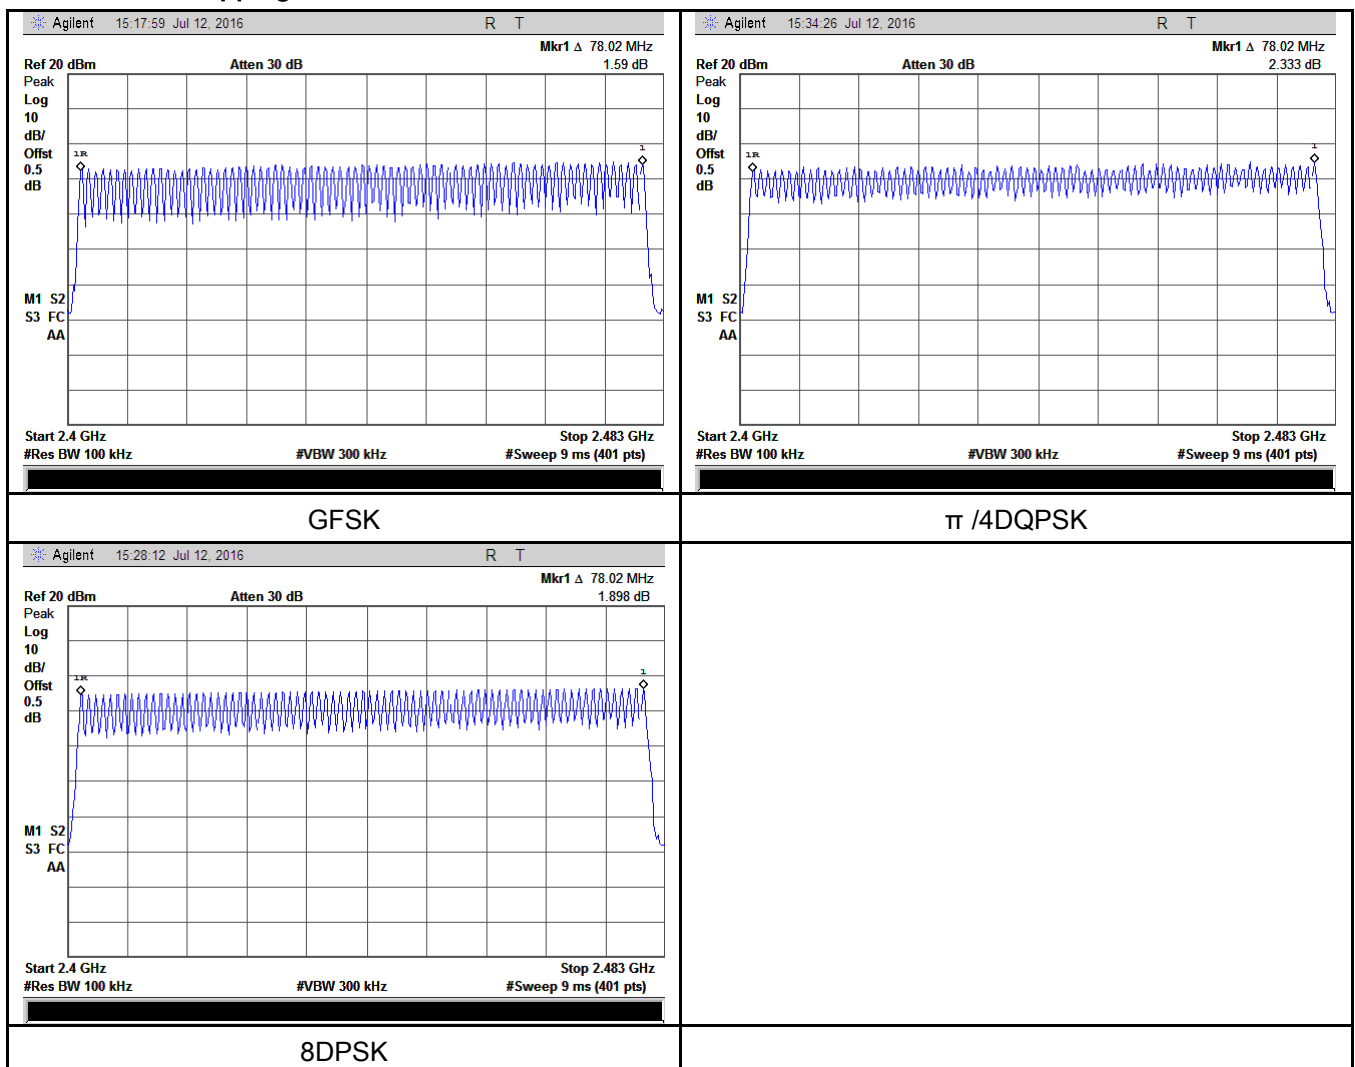 Agilent 15:17:59 Jul 12, 2016 R T
Mkr1 Δ 78.02 MHz
Ref 20 dBm Atten 30 dB 1.59 dB
Peak
Log
10
dB/
Offst
0.5
dB
1R
1
M1 S2
S3 FC
AA
Start 2.4 GHz Stop 2.483 GHz
#Res BW 100 kHz #VBW 300 kHz #Sweep 9 ms (401 pts)
GFSK
Agilent 15:34:26 Jul 12, 2016 R T
Mkr1 Δ 78.02 MHz
Ref 20 dBm Atten 30 dB 2.333 dB
Peak
Log
10
dB/
Offst
0.5
dB
1R
1
M1 S2
S3 FC
AA
Start 2.4 GHz Stop 2.483 GHz
#Res BW 100 kHz #VBW 300 kHz #Sweep 9 ms (401 pts)
π /4DQPSK
Agilent 15:28:12 Jul 12, 2016 R T
Mkr1 Δ 78.02 MHz
Ref 20 dBm Atten 30 dB 1.898 dB
Peak
Log
10
dB/
Offst
0.5
dB
1R
1
M1 S2
S3 FC
AA
Start 2.4 GHz Stop 2.483 GHz
#Res BW 100 kHz #VBW 300 kHz #Sweep 9 ms (401 pts)
8DPSK